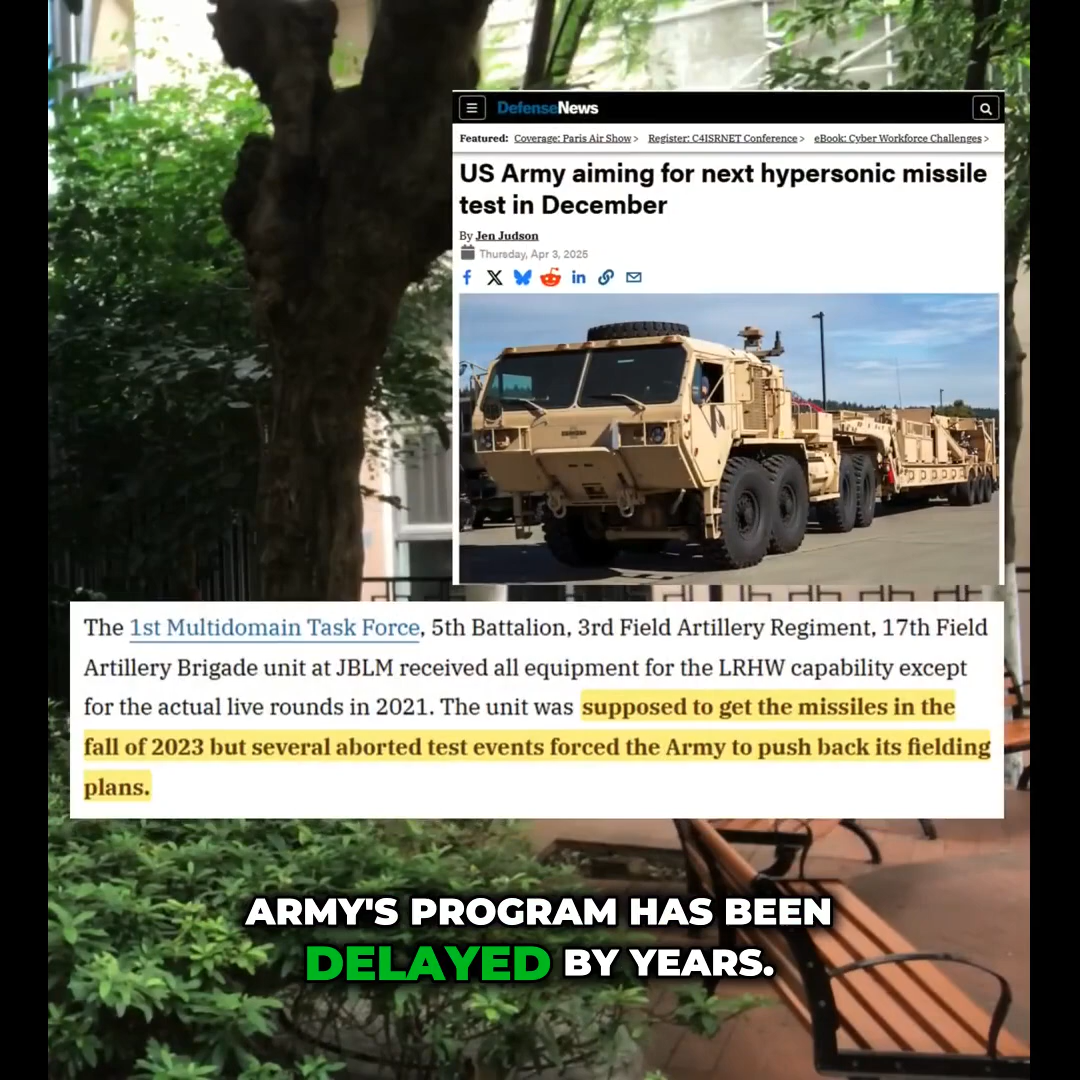 DefenseNews
Featured: Coverage: Paris Air Show > Register: C4ISRNET Conference > eBook: Cyber Workforce Challenges >
US Army aiming for next hypersonic missile
test in December
By Jen Judson
Thursday, Apr 3, 2025
The 1st Multidomain Task Force, 5th Battalion, 3rd Field Artillery Regiment, 17th Field
Artillery Brigade unit at JBLM received all equipment for the LRHW capability except
for the actual live rounds in 2021. The unit was supposed to get the missiles in the
fall of 2023 but several aborted test events forced the Army to push back its fielding
plans.
ARMY'S PROGRAM HAS BEEN
DELAYED BY YEARS.